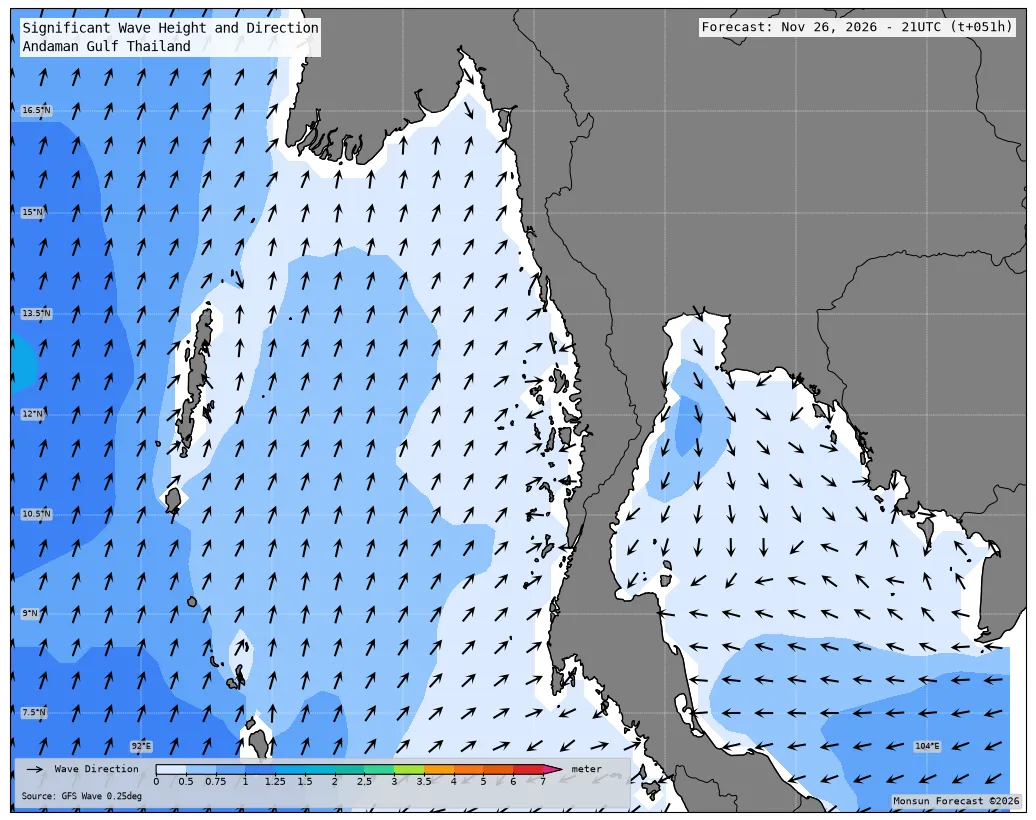 Significant Wave Height and Direction
Andaman Gulf Thailand
Forecast: Nov 26, 2026 - 21UTC (t+051h)
16.5°N
15°N
13.5°N
12°N
10.5°N
9°N
7.5°N
92°E
104°E
Wave Direction
0.5 0.75 1 1.25 1.5 2 2.5 3 3.5 4 5 6 7
meter
Source: GFS Wave 0.25deg
Monsun Forecast ©2026